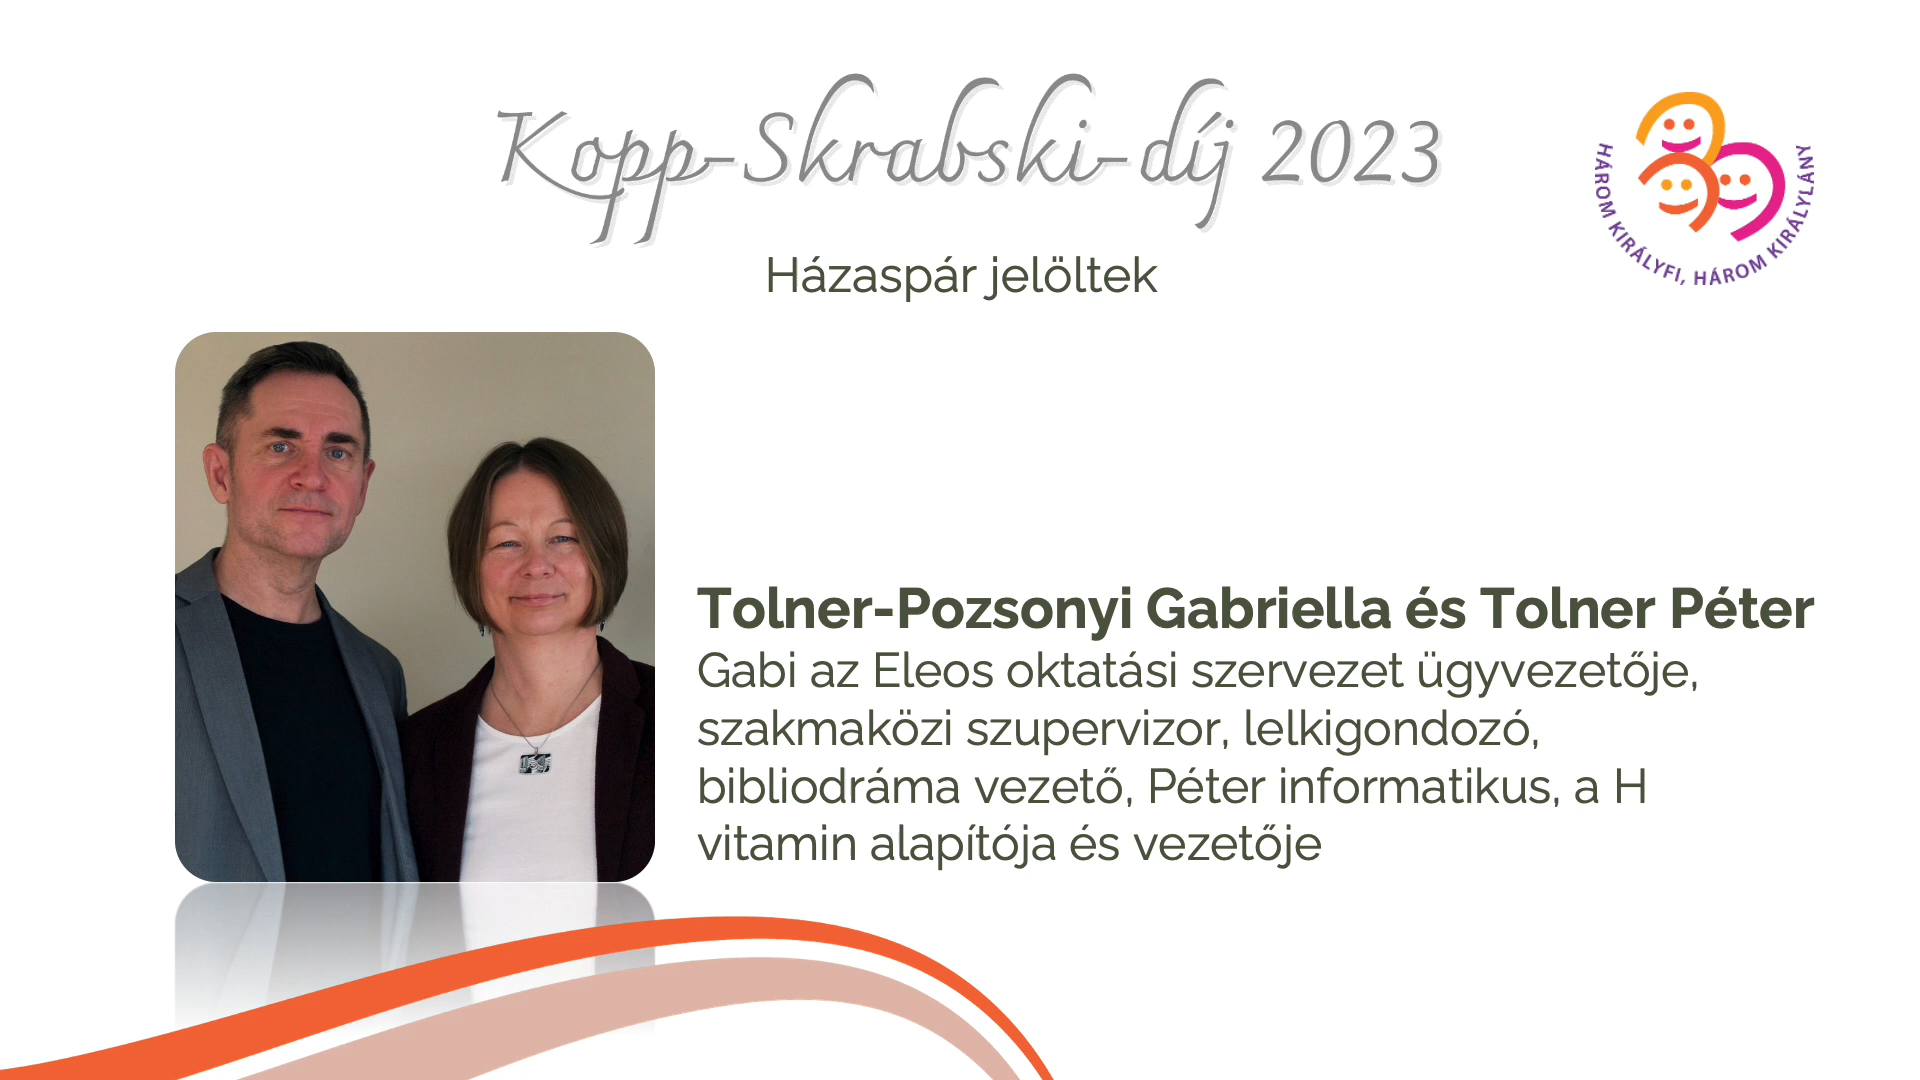 Kopp-Skrabski-díj 2023
HÁROM KIRÁLYFI, HÁROM KIRÁLYLÁNY
Házaspár jelöltek
Tolner-Pozsonyi Gabriella és Tolner Péter
Gabi az Eleos oktatási szervezet ügyvezetője,
szakmaközi szupervizor, lelkigondozó,
bibliodráma vezető, Péter informatikus, a H
vitamin alapítója és vezetője